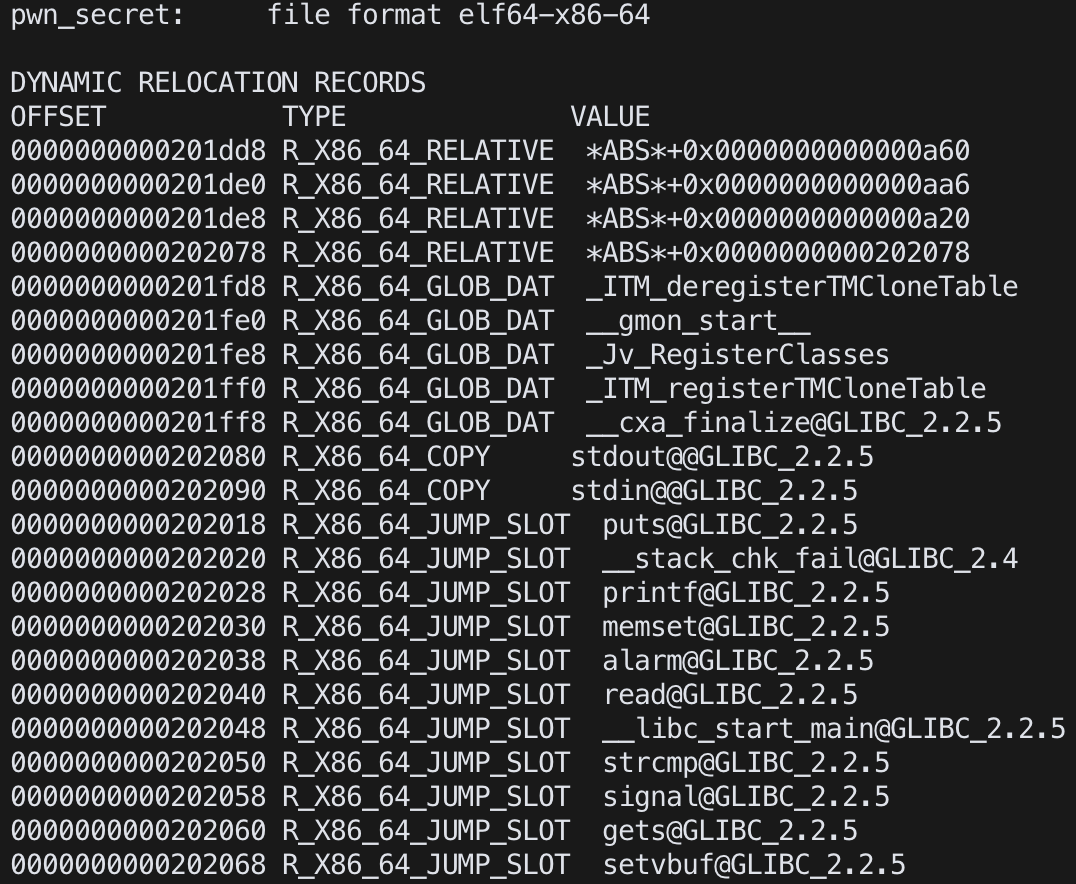 pwn_secret:     file format elf64-x86-64
DYNAMIC RELOCATION RECORDS
OFFSET           TYPE              VALUE
0000000000201dd8 R_X86_64_RELATIVE  *ABS*+0x0000000000000a60
0000000000201de0 R_X86_64_RELATIVE  *ABS*+0x0000000000000aa6
0000000000201de8 R_X86_64_RELATIVE  *ABS*+0x0000000000000a20
0000000000202078 R_X86_64_RELATIVE  *ABS*+0x0000000000202078
0000000000201fd8 R_X86_64_GLOB_DAT  _ITM_deregisterTMCloneTable
0000000000201fe0 R_X86_64_GLOB_DAT  __gmon_start__
0000000000201fe8 R_X86_64_GLOB_DAT  _Jv_RegisterClasses
0000000000201ff0 R_X86_64_GLOB_DAT  _ITM_registerTMCloneTable
0000000000201ff8 R_X86_64_GLOB_DAT  __cxa_finalize@GLIBC_2.2.5
0000000000202080 R_X86_64_COPY     stdout@@GLIBC_2.2.5
0000000000202090 R_X86_64_COPY     stdin@@GLIBC_2.2.5
0000000000202018 R_X86_64_JUMP_SLOT  puts@GLIBC_2.2.5
0000000000202020 R_X86_64_JUMP_SLOT  __stack_chk_fail@GLIBC_2.4
0000000000202028 R_X86_64_JUMP_SLOT  printf@GLIBC_2.2.5
0000000000202030 R_X86_64_JUMP_SLOT  memset@GLIBC_2.2.5
0000000000202038 R_X86_64_JUMP_SLOT  alarm@GLIBC_2.2.5
0000000000202040 R_X86_64_JUMP_SLOT  read@GLIBC_2.2.5
0000000000202048 R_X86_64_JUMP_SLOT  __libc_start_main@GLIBC_2.2.5
0000000000202050 R_X86_64_JUMP_SLOT  strcmp@GLIBC_2.2.5
0000000000202058 R_X86_64_JUMP_SLOT  signal@GLIBC_2.2.5
0000000000202060 R_X86_64_JUMP_SLOT  gets@GLIBC_2.2.5
0000000000202068 R_X86_64_JUMP_SLOT  setvbuf@GLIBC_2.2.5